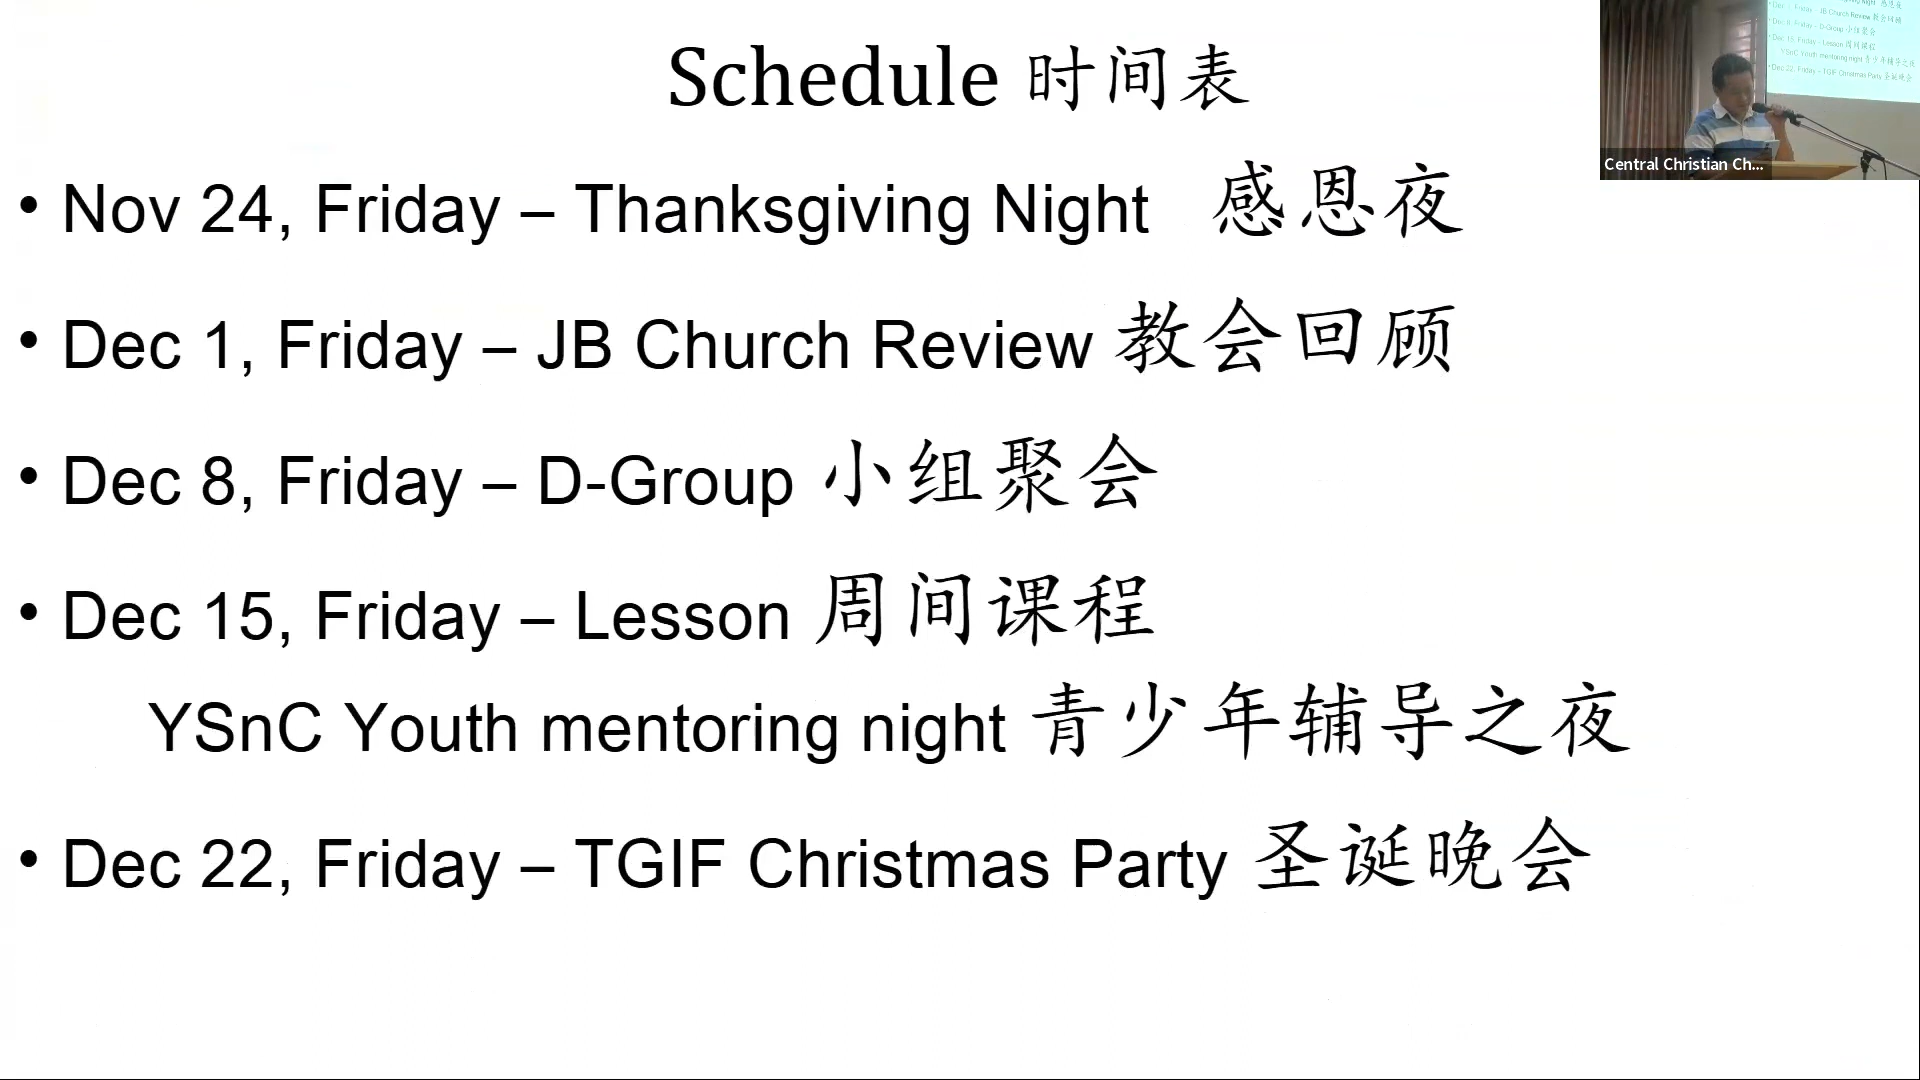 Schedule 时间表
• Nov 24, Friday – Thanksgiving Night 感恩夜
• Dec 1, Friday – JB Church Review 教会回顾
• Dec 8, Friday – D-Group 小组聚会
• Dec 15, Friday – Lesson 周间课程
YSnC Youth mentoring night 青少年辅导之夜
• Dec 22, Friday – TGIF Christmas Party 圣诞晚会
Central Christian Ch...